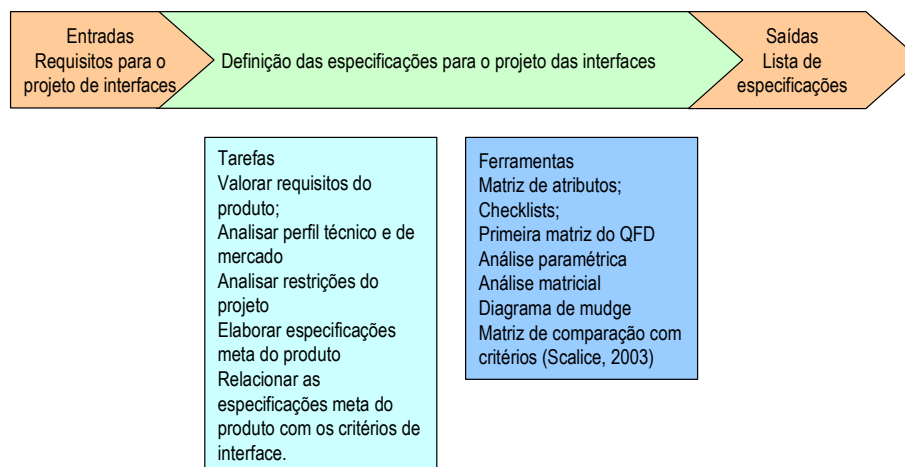 Entradas
Requisitos para o
projeto de interfaces
Definição das especificações para o projeto das interfaces
Saídas
Lista de
especificações
Tarefas
Valorar requisitos do
produto;
Analisar perfil técnico e de
mercado
Analisar restrições do
projeto
Elaborar especificações
meta do produto
Relacionar as
especificações meta do
produto com os critérios de
interface.
Ferramentas
Matriz de atributos;
Checklists;
Primeira matriz do QFD
Análise paramétrica
Análise matricial
Diagrama de mudge
Matriz de comparação com
critérios (Scalice, 2003)